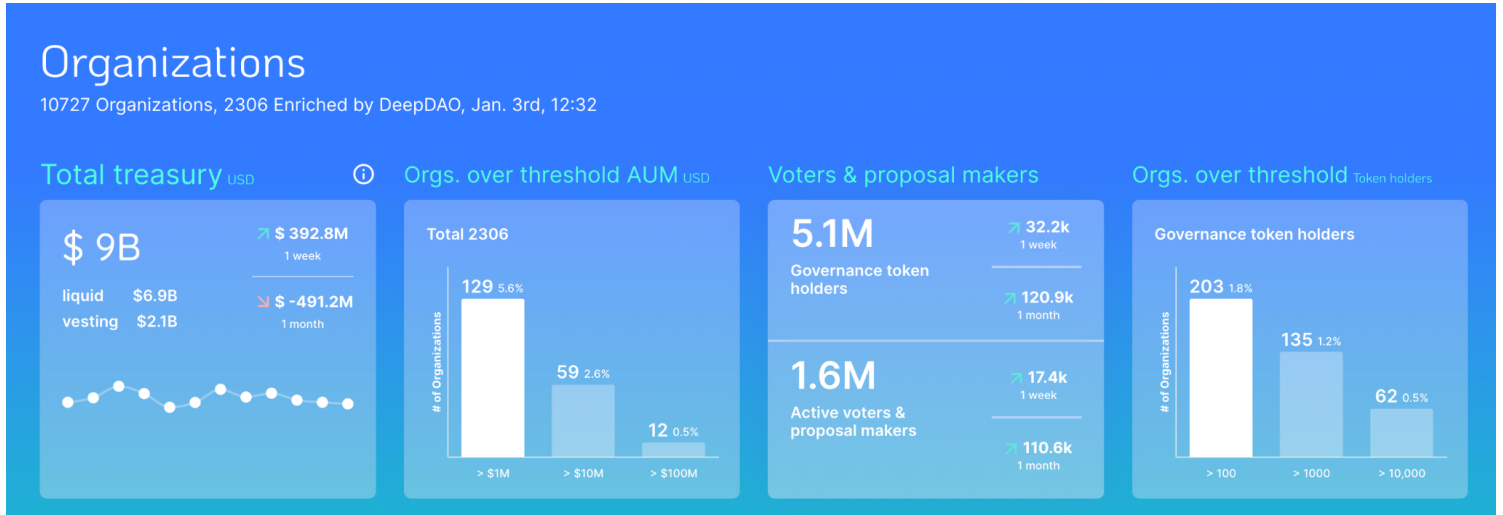 Organizations
10727 Organizations, 2306 Enriched by DeepDAO, Jan. 3rd, 12:32
Total treasury USD
$ 9B
$ 392.8M
1 week
liquid $6.9B
vesting $2.1B
$ -491.2M
1 month
Orgs. over threshold AUM USD
Total 2306
# of Organizations
129 5.6%
59 2.6%
12 0.5%
> $1M > $10M > $100M
Voters & proposal makers
5.1M
Governance token
holders
32.2k
1 week
120.9k
1 month
1.6M
Active voters &
proposal makers
17.4k
1 week
110.6k
1 month
Orgs. over threshold Token holders
Governance token holders
# of Organizations
203 1.8%
135 1.2%
62 0.5%
> 100 > 1000 > 10,000